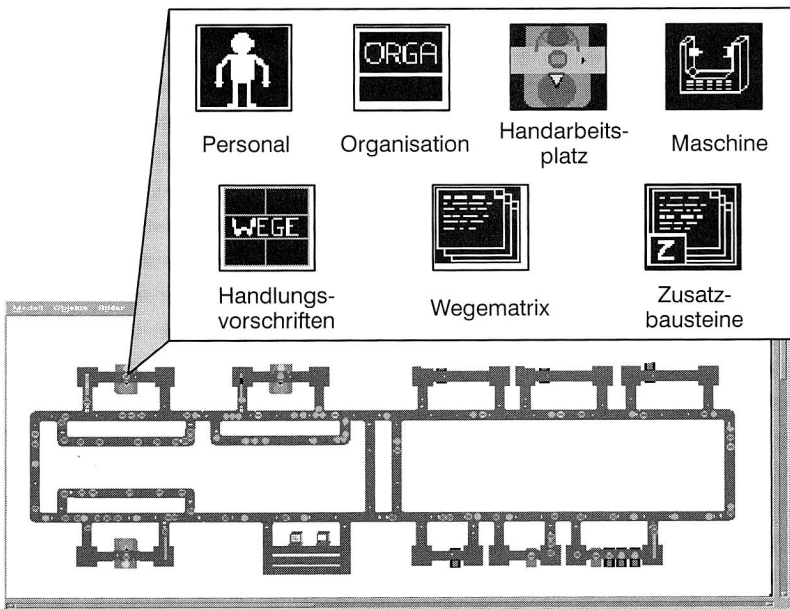 ORGA
Personal
Organisation
Handarbeits-
platz
Maschine
WEGE
Z
Handlungs-
vorschriften
Wegematrix
Zusatz-
bausteine
Modell Objekte Bilder